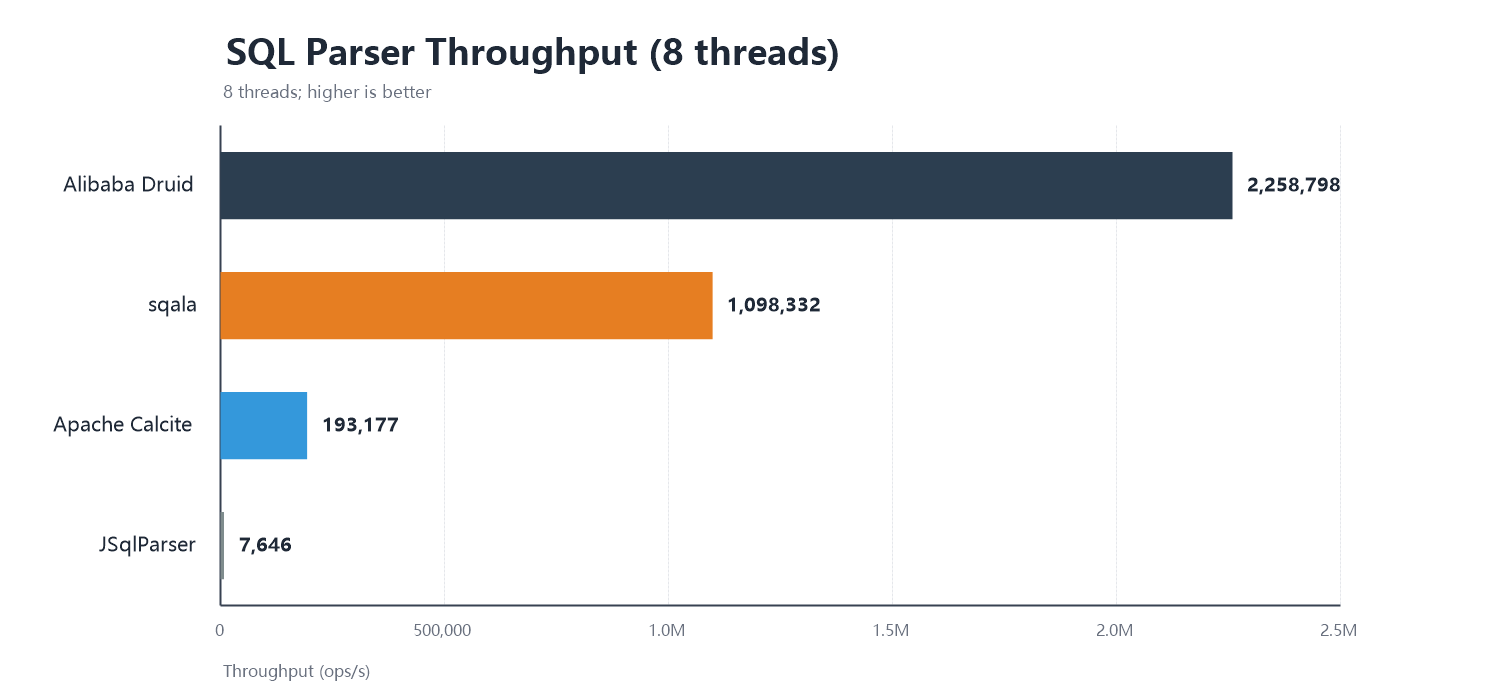 SQL Parser Throughput (8 threads)
8 threads; higher is better
Alibaba Druid 2,258,798
sqala 1,098,332
Apache Calcite 193,177
JSqlParser 7,646
0 500,000 1.0M 1.5M 2.0M 2.5M
Throughput (ops/s)